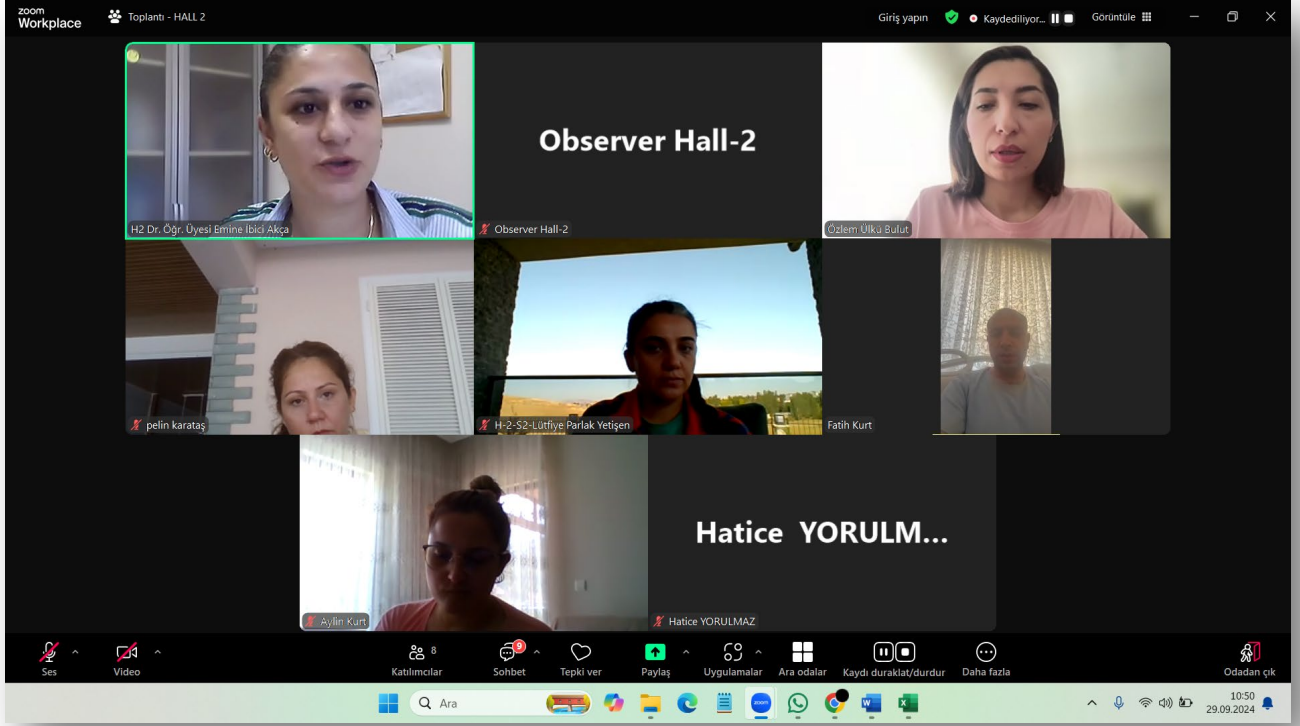 zoom
Workplace
Toplantı - HALL 2
Giriş yapın
Kaydediliyor...
Görüntüle
H2 Dr. Öğr. Üyesi Emine İbici Akça
Observer Hall-2
Observer Hall-2
Özlem Ülkü Bulut
pelin karataş
H-2-S2-Lütfiye Parlak Yetişen
Fatih Kurt
Aylin Kurt
Hatice YORULM...
Hatice YORULMAZ
Ses
Video
8
Katılımcılar
9
Sohbet
Tepki ver
Paylaş
Uygulamalar
Ara odalar
Kaydı duraklat/durdur
Daha fazla
Odadan çık
Ara
zoom
10:50
29.09.2024